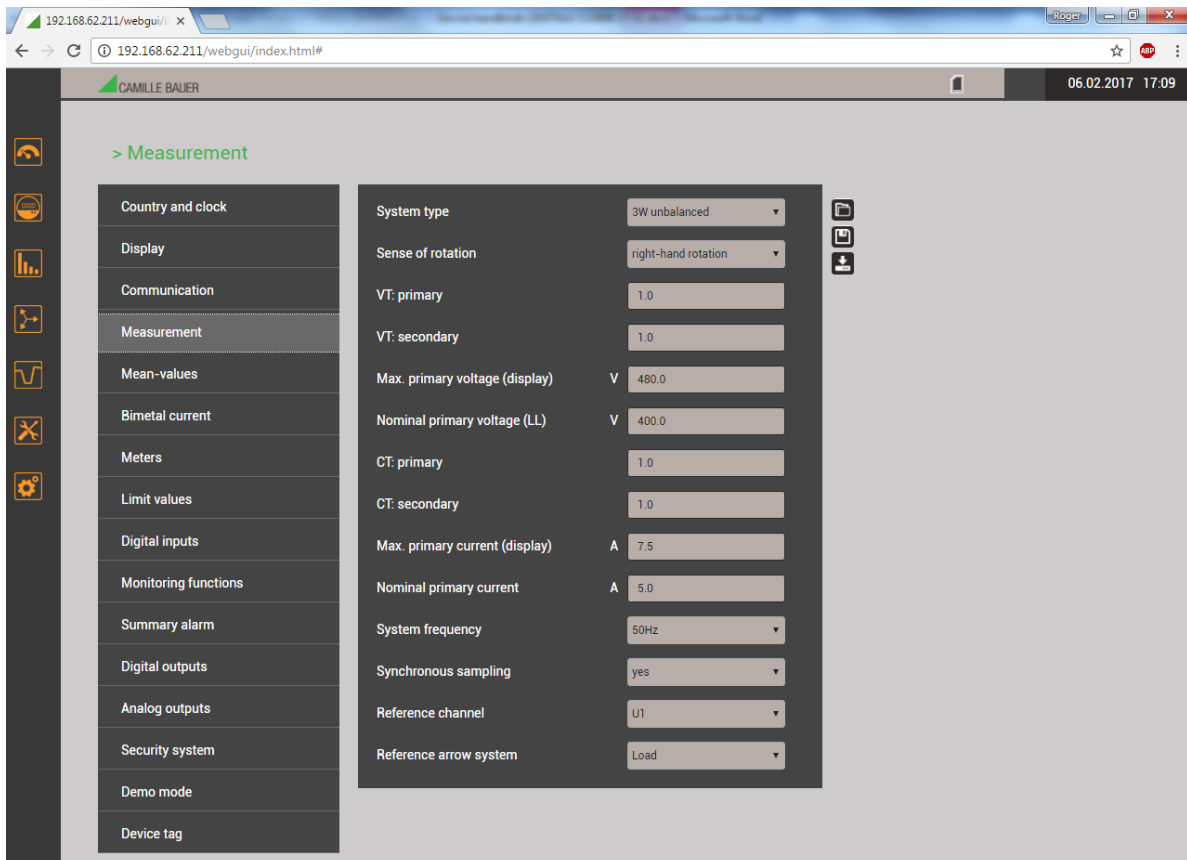 192.168.62.211/webgui/i
Roger
192.168.62.211/webgui/index.html#
ABP
CAMILLE BAUER
06.02.2017 17:09
> Measurement
Country and clock
Display
Communication
Measurement
Mean-values
Bimetal current
Meters
Limit values
Digital inputs
Monitoring functions
Summary alarm
Digital outputs
Analog outputs
Security system
Demo mode
Device tag
System type 3W unbalanced
Sense of rotation right-hand rotation
VT: primary 1.0
VT: secondary 1.0
Max. primary voltage (display) V 480.0
Nominal primary voltage (LL) V 400.0
CT: primary 1.0
CT: secondary 1.0
Max. primary current (display) A 7.5
Nominal primary current A 5.0
System frequency 50Hz
Synchronous sampling yes
Reference channel U1
Reference arrow system Load